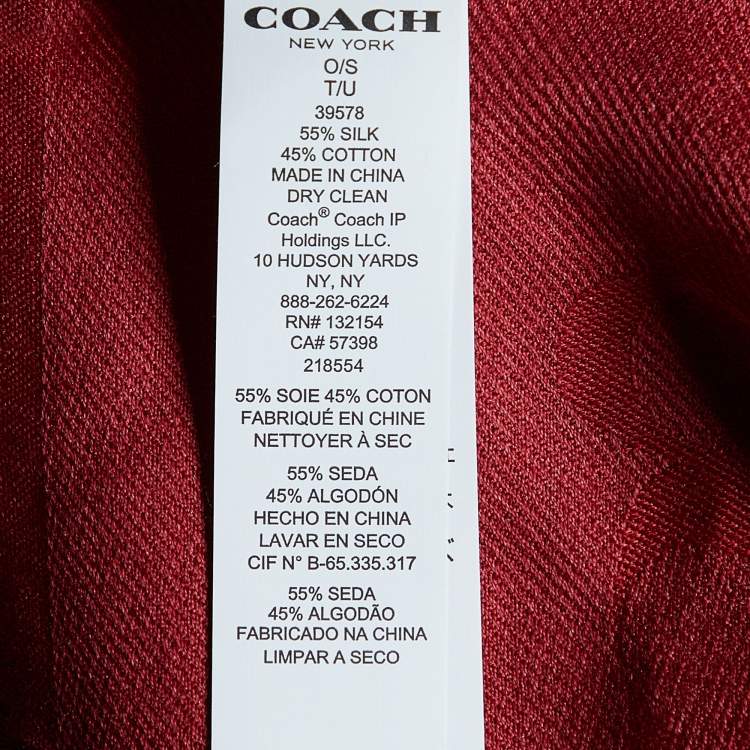 COACH
NEW YORK
O/S
T/U
39578
55% SILK
45% COTTON
MADE IN CHINA
DRY CLEAN
Coach® Coach IP
Holdings LLC.
10 HUDSON YARDS
NY, NY
888-262-6224
RN# 132154
CA# 57398
218554
55% SOIE 45% COTON
FABRIQUÉ EN CHINE
NETTOYER À SEC
55% SEDA
45% ALGODÓN
HECHO EN CHINA
LAVAR EN SECO
CIF N° B-65.335.317
55% SEDA
45% ALGODÃO
FABRICADO NA CHINA
LIMPAR A SECO